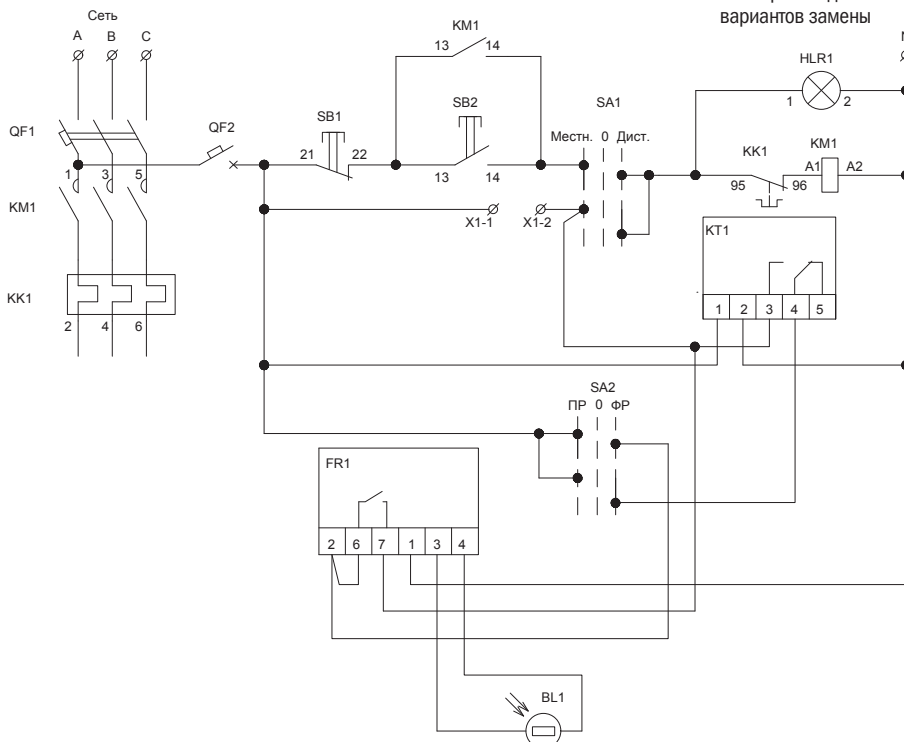 вариантов замены
Сеть
A B C
N
KM1
13 14
HLR1
1 2
QF1
QF2
SB1
21 22
SB2
13 14
SA1
Местн. 0 Дист.
KK1
95 96
KM1
A1 A2
1 3 5
KM1
X1-1 X1-2
KT1
1 2 3 4 5
KK1
2 4 6
SA2
ПР 0 ФР
FR1
2 6 7 1 3 4
BL1